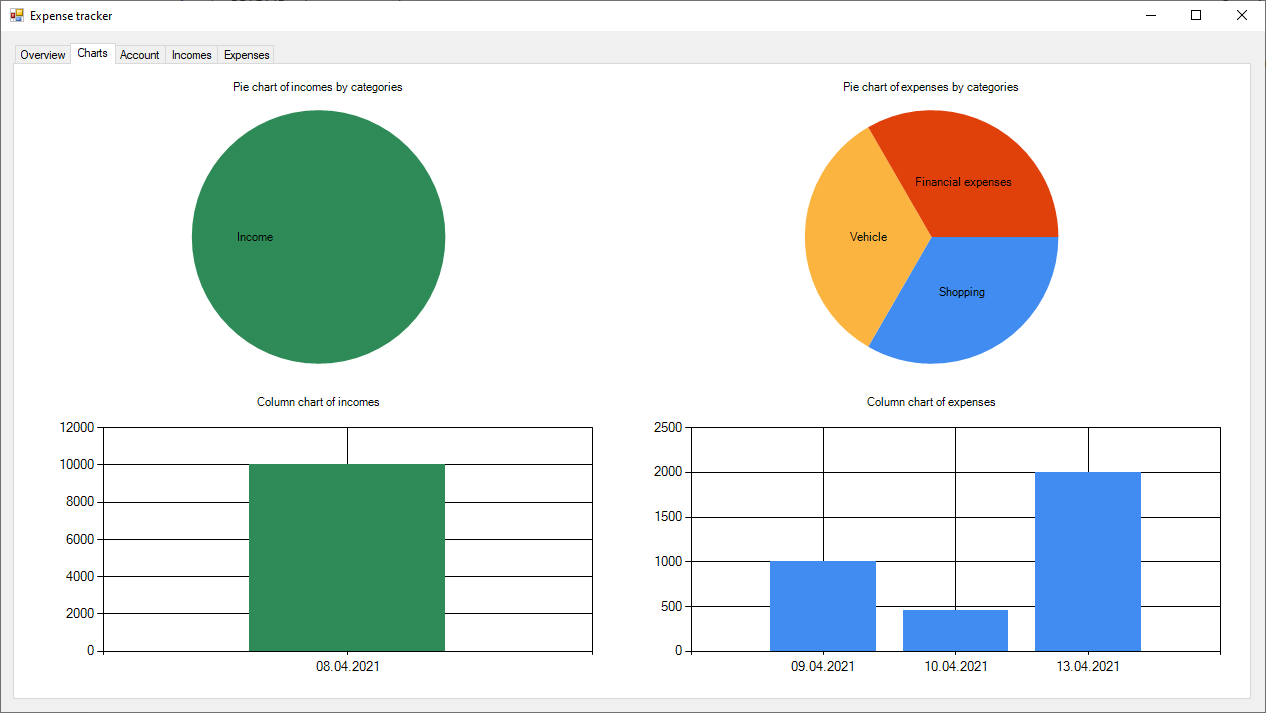 Expense tracker
Overview Charts Account Incomes Expenses
Pie chart of incomes by categories
Income
Pie chart of expenses by categories
Financial expenses
Vehicle
Shopping
Column chart of incomes
12000
10000
8000
6000
4000
2000
0
08.04.2021
Column chart of expenses
2500
2000
1500
1000
500
0
09.04.2021 10.04.2021 13.04.2021